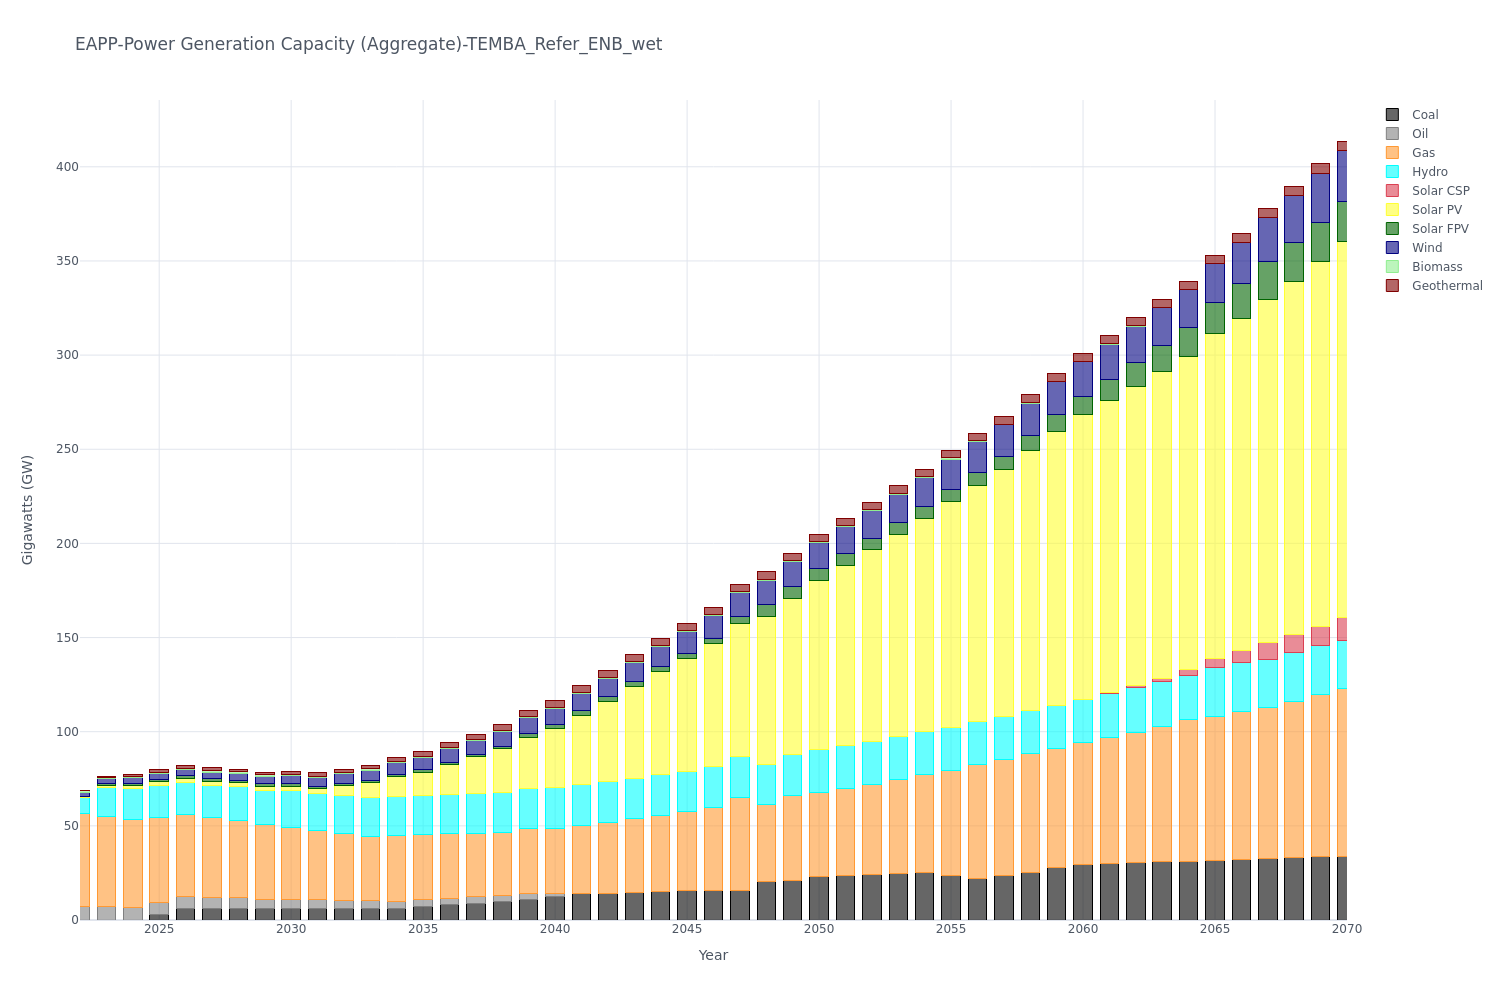 EAPP-Power Generation Capacity (Aggregate)-TEMBA_Refer_ENB_wet
Coal
Oil
Gas
Hydro
Solar CSP
Solar PV
Solar FPV
Wind
Biomass
Geothermal
400
350
300
250
200
150
100
50
0
Gigawatts (GW)
2025 2030 2035 2040 2045 2050 2055 2060 2065 2070
Year